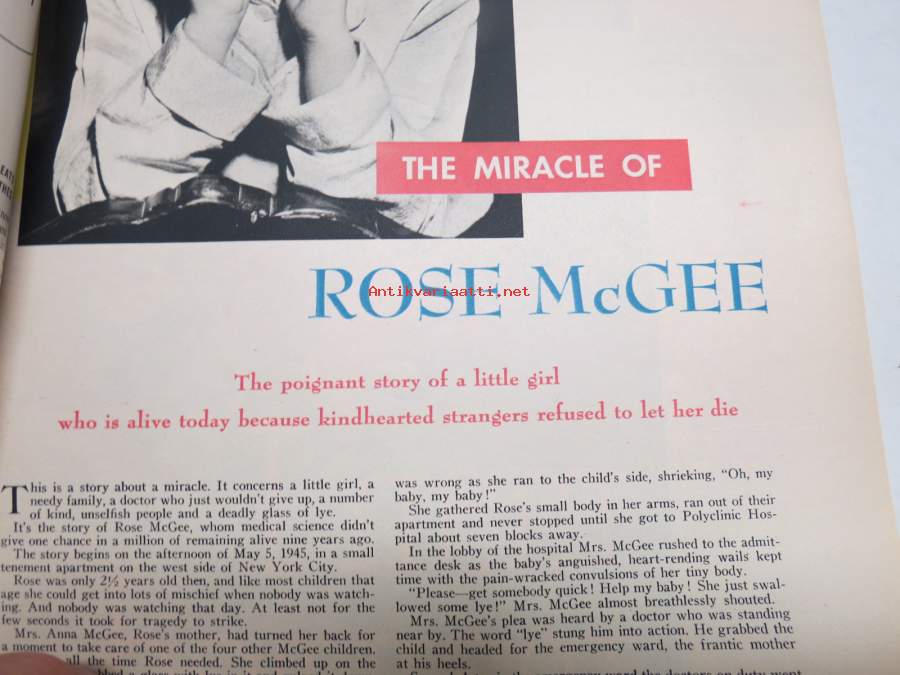 EAT
THES
THE MIRACLE OF
ROSE McGEE
Antikvariaatti.net
The poignant story of a little girl
who is alive today because kindhearted strangers refused to let her die
This is a story about a miracle. It concerns a little girl, a
needy family, a doctor who just wouldn't give up, a number
of kind, unselfish people and a deadly glass of lye.
It's the story of Rose McGee, whom medical science didn't
give one chance in a million of remaining alive nine years ago.
The story begins on the afternoon of May 5, 1945, in a small
tenement apartment on the west side of New York City.
Rose was only 2½ years old then, and like most children that
age she could get into lots of mischief when nobody was watch-
ing. And nobody was watching that day. At least not for the
few seconds it took for tragedy to strike.
Mrs. Anna McGee, Rose's mother, had turned her back for
a moment to take care of one of the four other McGee children.
all the time Rose needed. She climbed up on the
a glass with lye in it and
was wrong as she ran to the child's side, shrieking, "Oh, my
baby, my baby!"
She gathered Rose's small body in her arms, ran out of their
apartment and never stopped until she got to Polyclinic Hos-
pital about seven blocks away.
In the lobby of the hospital Mrs. McGee rushed to the admit-
tance desk as the baby's anguished, heart-rending wails kept
time with the pain-wracked convulsions of her tiny body.
"Please—get somebody quick! Help my baby! She just swal-
lowed some lye!" Mrs. McGee almost breathlessly shouted.
Mrs. McGee's plea was heard by a doctor who was standing
near by. The word "lye" stung him into action. He grabbed the
child and headed for the emergency ward, the frantic mother
at his heels.